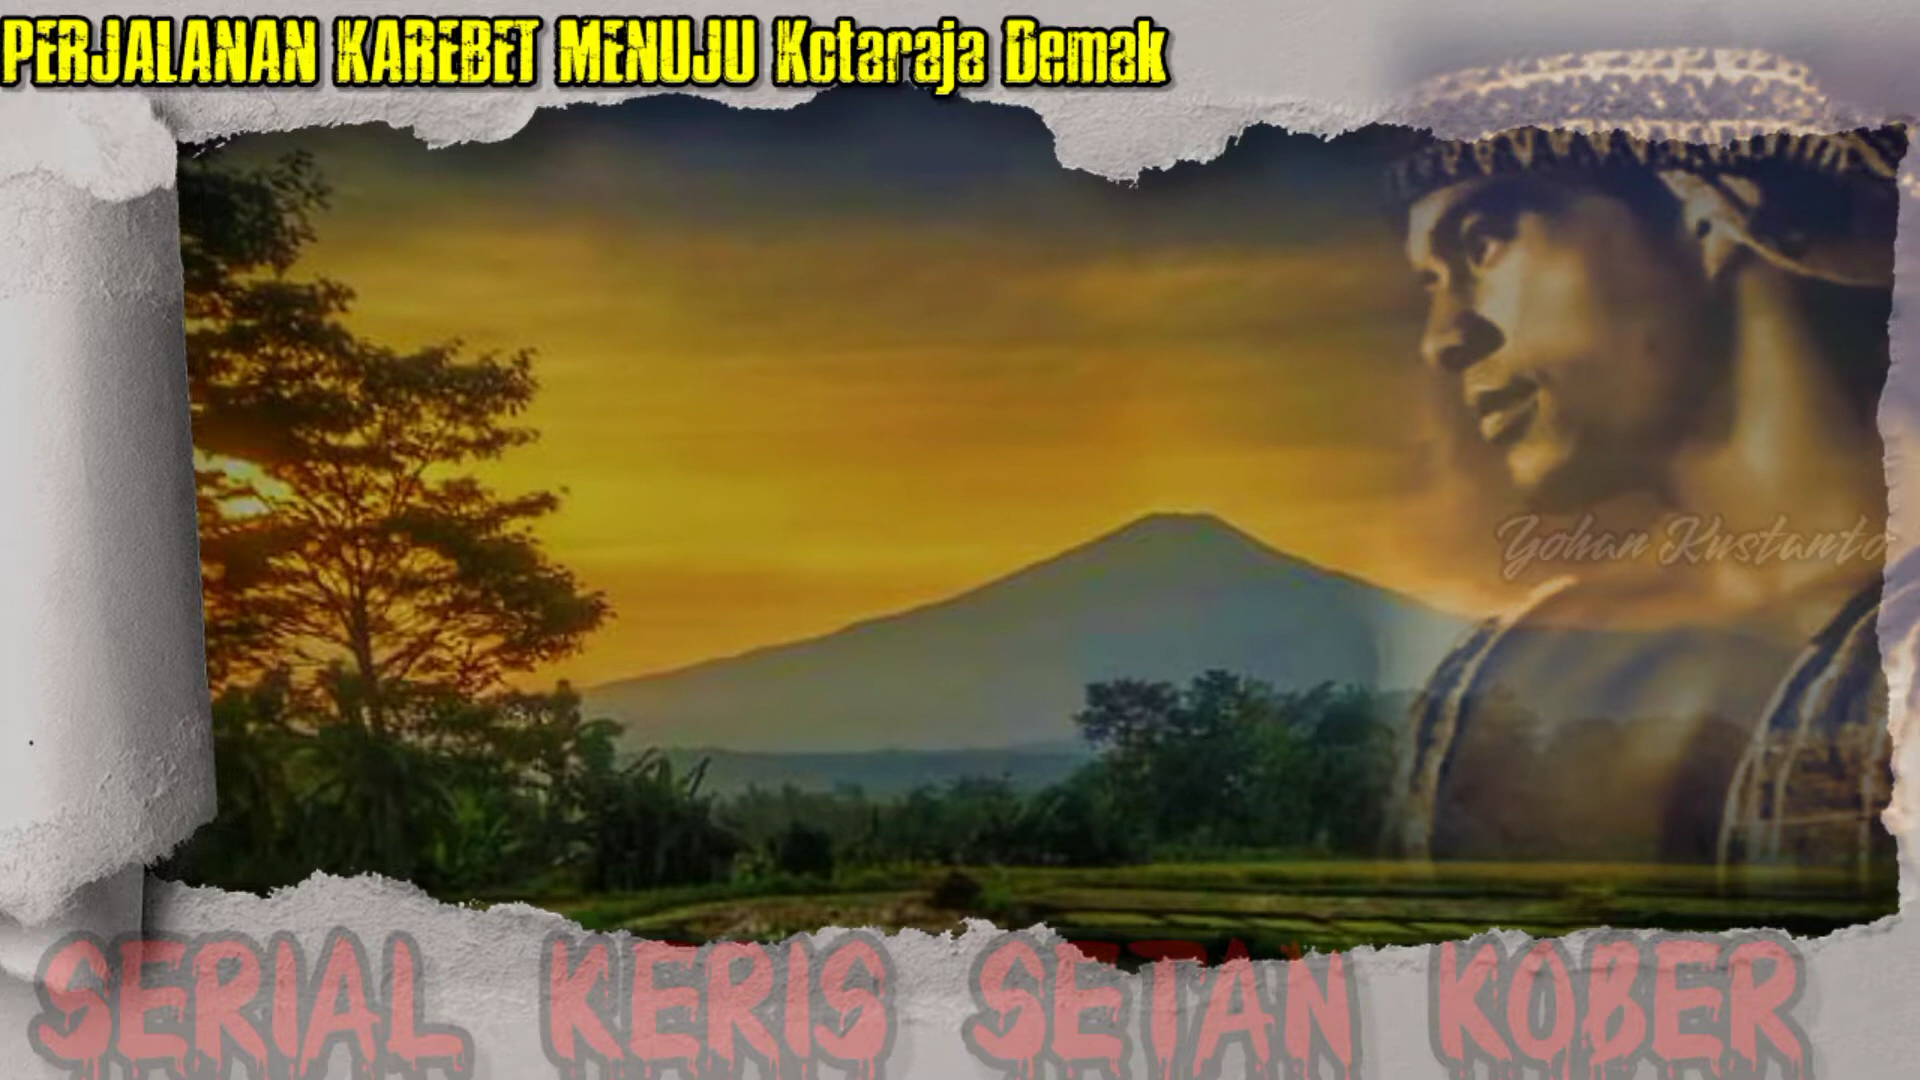 PERJALANAN KAREBET MENUJU Kotaraja Demak
Yohan Kustanto
SERIAL KERIS SETAN KOBER